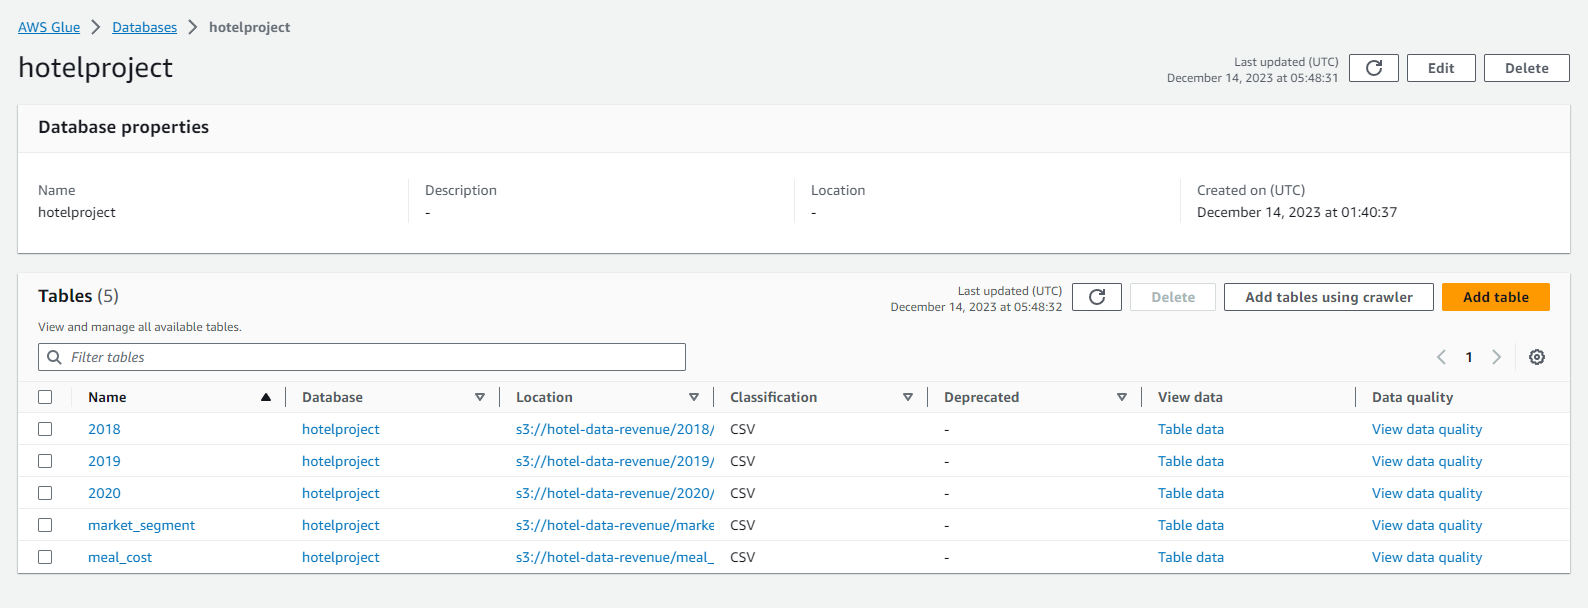 AWS Glue > Databases > hotelproject
hotelproject
Last updated (UTC)
December 14, 2023 at 05:48:31
Edit
Delete
Database properties
Name
hotelproject
Description
-
Location
-
Created on (UTC)
December 14, 2023 at 01:40:37
Tables (5)
View and manage all available tables.
Last updated (UTC)
December 14, 2023 at 05:48:32
Delete
Add tables using crawler
Add table
Filter tables
1
Name Database Location Classification Deprecated View data Data quality
2018 hotelproject s3://hotel-data-revenue/2018/ CSV - Table data View data quality
2019 hotelproject s3://hotel-data-revenue/2019/ CSV - Table data View data quality
2020 hotelproject s3://hotel-data-revenue/2020/ CSV - Table data View data quality
market_segment hotelproject s3://hotel-data-revenue/marke CSV - Table data View data quality
meal_cost hotelproject s3://hotel-data-revenue/meal_ CSV - Table data View data quality